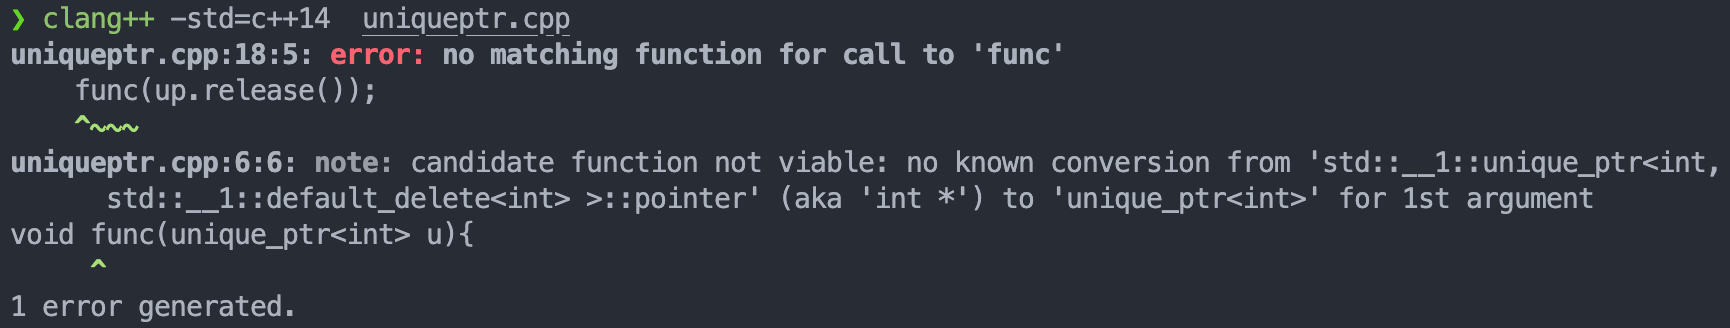 ❯ clang++ -std=c++14  uniqueptr.cpp
uniqueptr.cpp:18:5: error: no matching function for call to 'func'
    func(up.release());
    ^~~~
uniqueptr.cpp:6:6: note: candidate function not viable: no known conversion from 'std::__1::unique_ptr<int,
      std::__1::default_delete<int> >::pointer' (aka 'int *') to 'unique_ptr<int>' for 1st argument
void func(unique_ptr<int> u){
     ^
1 error generated.